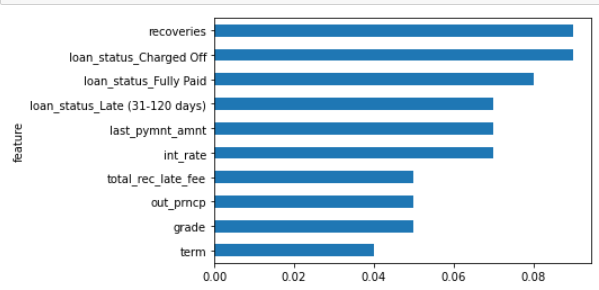 recoveries
loan_status_Charged Off
loan_status_Fully Paid
loan_status_Late (31-120 days)
last_pymnt_amnt
int_rate
total_rec_late_fee
out_prncp
grade
term
feature
0.00 0.02 0.04 0.06 0.08